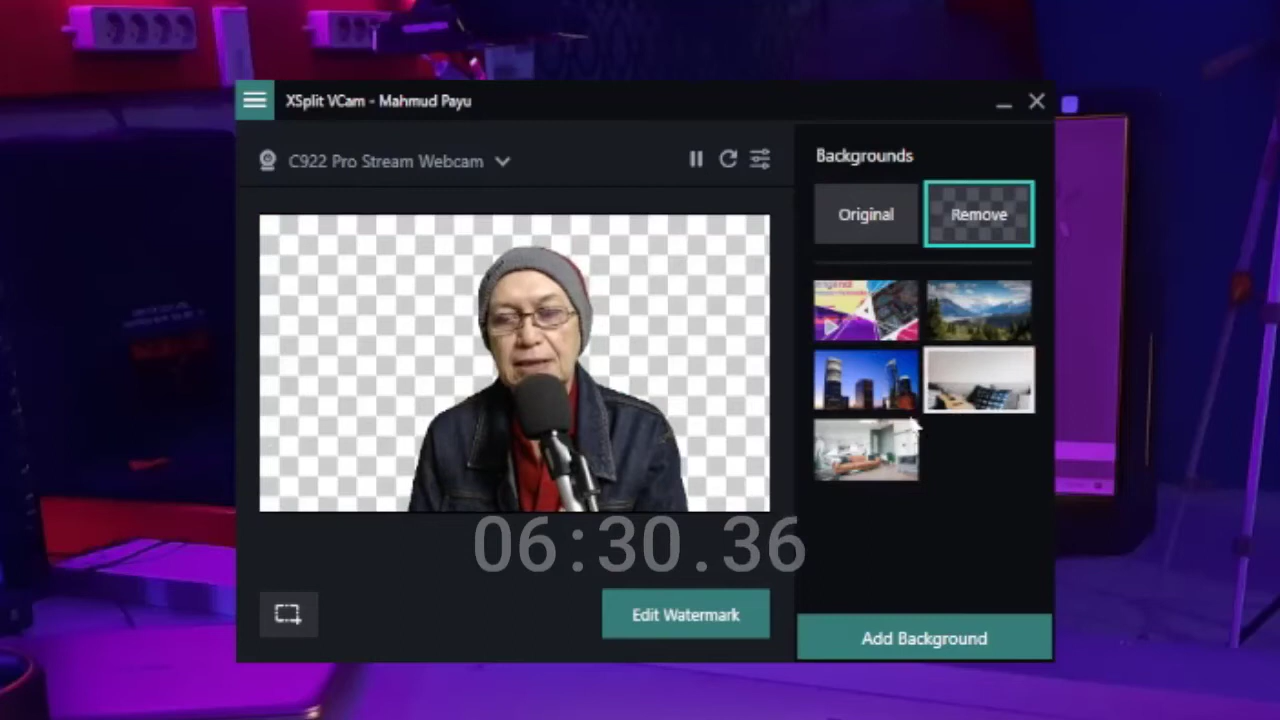 XSplit VCam - Mahmud Payu
C922 Pro Stream Webcam
Backgrounds
Original
Remove
06:30.36
Edit Watermark
Add Background